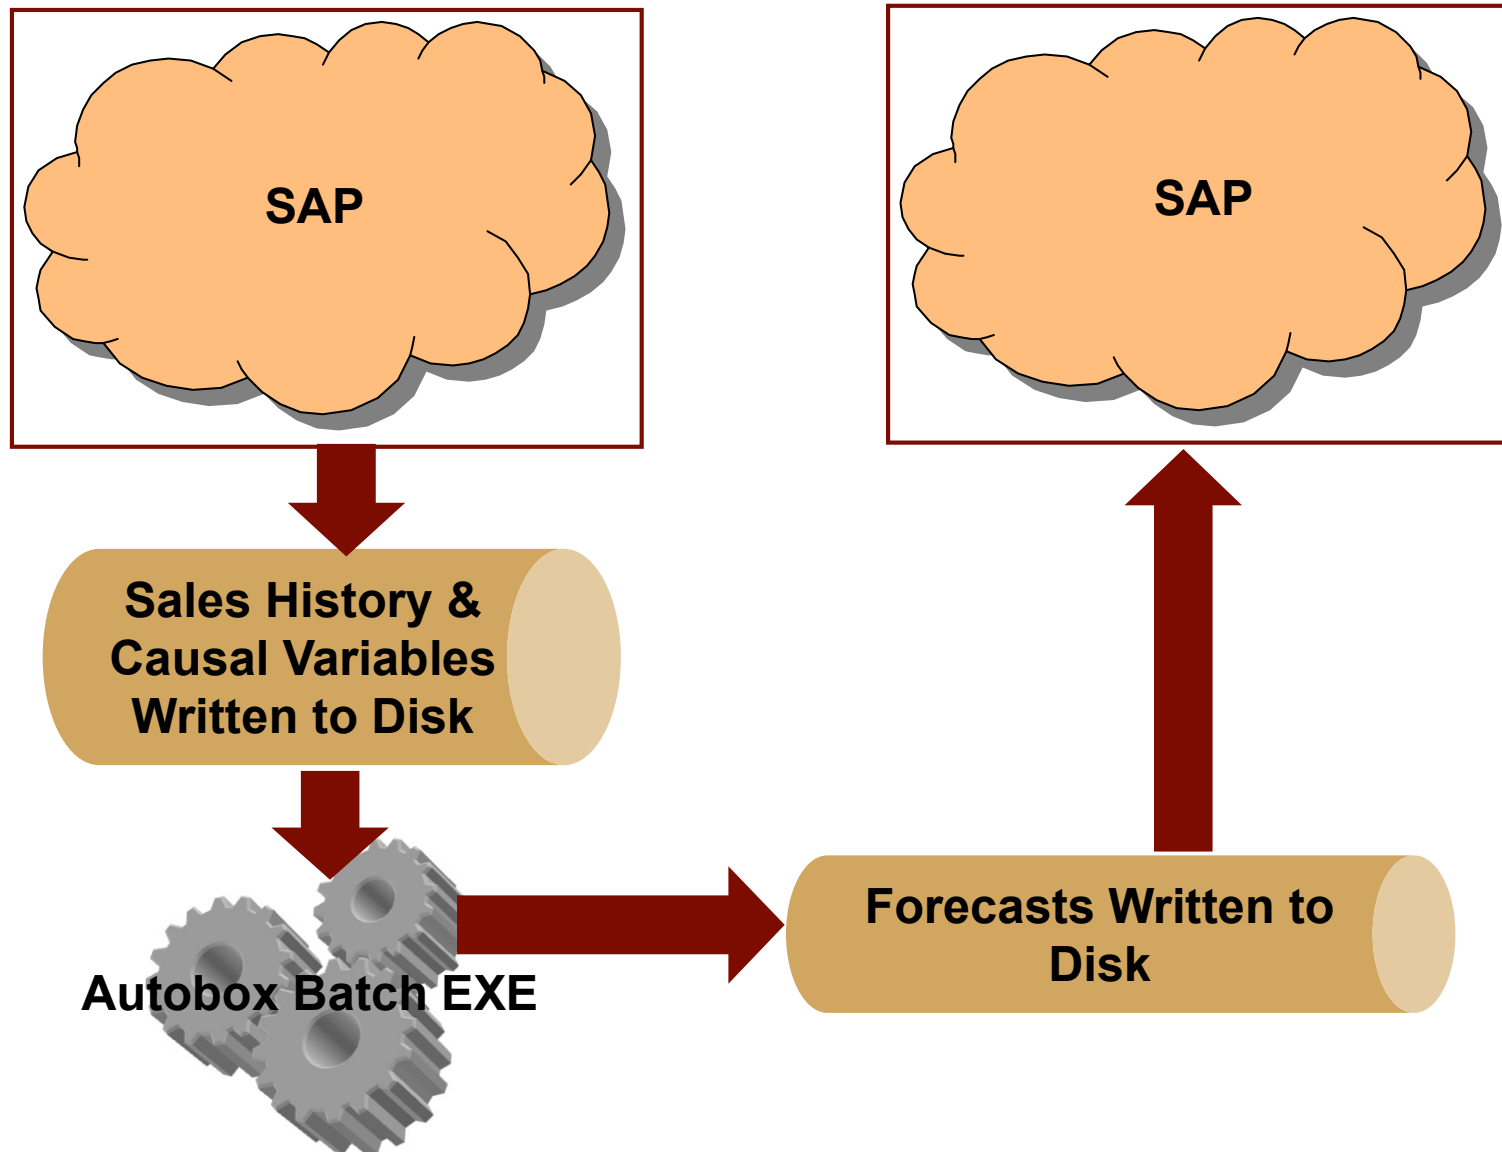 SAP
SAP
Sales History &
Causal Variables
Written to Disk
Autobox Batch EXE
Forecasts Written to
Disk